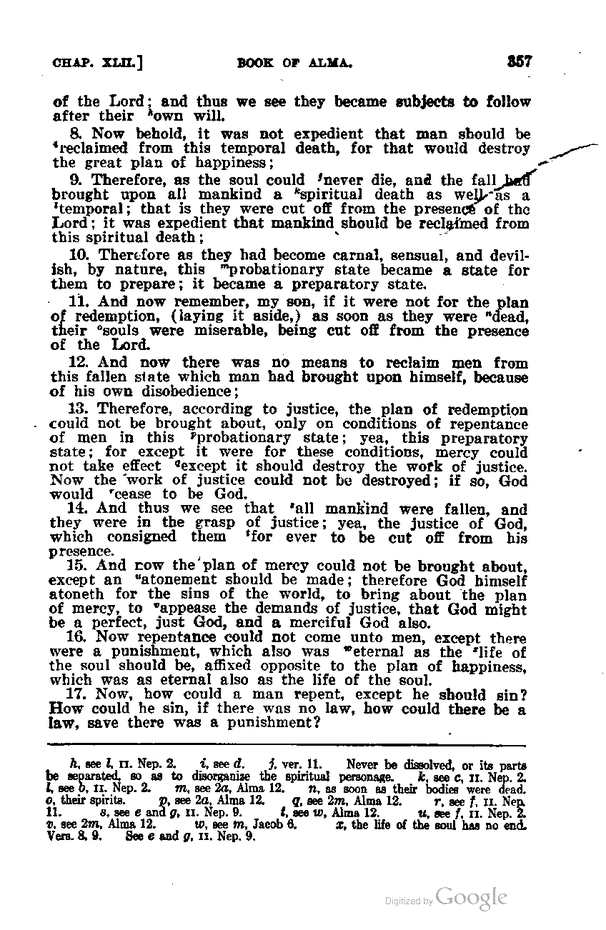 CHAP. XLII.] BOOK OF ALMA. 357
of the Lord; and thus we see they became subjects to follow
after their ʰown will.
8. Now behold, it was not expedient that man should be
ⁱreclaimed from this temporal death, for that would destroy
the great plan of happiness;
9. Therefore, as the soul could ʲnever die, and the fall had
brought upon all mankind a ᵏspiritual death as well as a
ˡtemporal; that is they were cut off from the presence of the
Lord; it was expedient that mankind should be reclaimed from
this spiritual death;
10. Therefore as they had become carnal, sensual, and devil-
ish, by nature, this ᵐprobationary state became a state for
them to prepare; it became a preparatory state.
11. And now remember, my son, if it were not for the plan
of redemption, (laying it aside,) as soon as they were ⁿdead,
their ᵒsouls were miserable, being cut off from the presence
of the Lord.
12. And now there was no means to reclaim men from
this fallen state which man had brought upon himself, because
of his own disobedience;
13. Therefore, according to justice, the plan of redemption
could not be brought about, only on conditions of repentance
of men in this ᵖprobationary state; yea, this preparatory
state; for except it were for these conditions, mercy could
not take effect ᑫexcept it should destroy the work of justice.
Now the work of justice could not be destroyed; if so, God
would ʳcease to be God.
14. And thus we see that ˢall mankind were fallen, and
they were in the grasp of justice; yea, the justice of God,
which consigned them ᵗfor ever to be cut off from his
presence.
15. And now the plan of mercy could not be brought about,
except an ᵘatonement should be made; therefore God himself
atoneth for the sins of the world, to bring about the plan
of mercy, to ᵛappease the demands of justice, that God might
be a perfect, just God, and a merciful God also.
16. Now repentance could not come unto men, except there
were a punishment, which also was ʷeternal as the ˣlife of
the soul should be, affixed opposite to the plan of happiness,
which was as eternal also as the life of the soul.
17. Now, how could a man repent, except he should sin?
How could he sin, if there was no law, how could there be a
law, save there was a punishment?
h, see l, II. Nep. 2. i, see d. j, ver. 11. Never be dissolved, or its parts
be separated, so as to disorganize the spiritual personage. k, see c, II. Nep. 2.
l, see b, II. Nep. 2. m, see 2a, Alma 12. n, as soon as their bodies were dead.
o, their spirits. p, see 2a, Alma 12. q, see 2m, Alma 12. r, see f, II. Nep.
11. s, see e and g, II. Nep. 9. t, see w, Alma 12. u, see f, II. Nep. 2.
v, see 2m, Alma 12. w, see m, Jacob 6. x, the life of the soul has no end.
Vers. 8, 9. See e and g, II. Nep. 9.
Digitized by Google